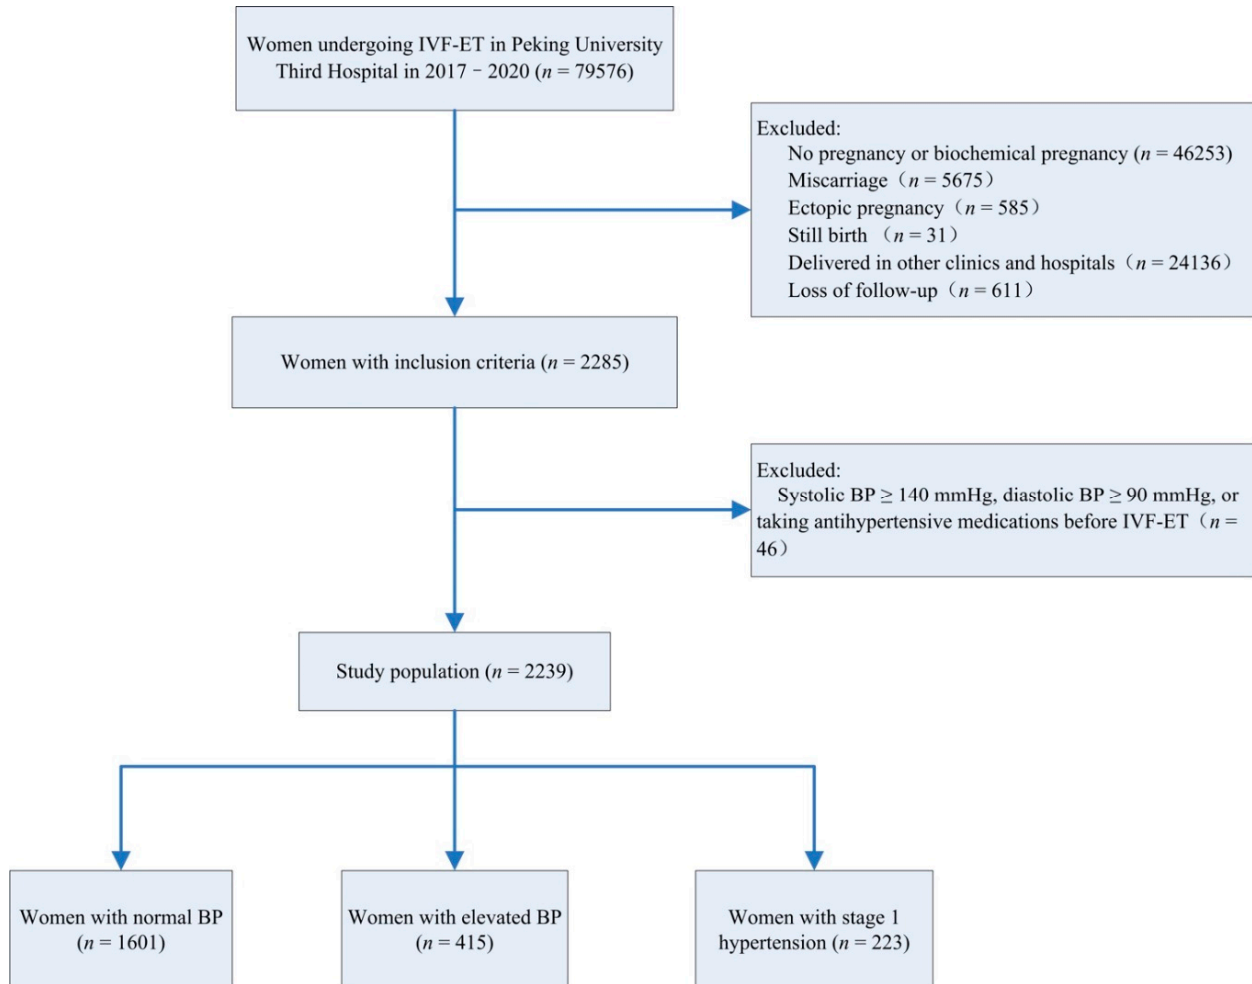 Women undergoing IVF-ET in Peking University
Third Hospital in 2017 – 2020 (n = 79576)
Excluded:
No pregnancy or biochemical pregnancy (n = 46253)
Miscarriage（n = 5675）
Ectopic pregnancy（n = 585）
Still birth （n = 31）
Delivered in other clinics and hospitals（n = 24136）
Loss of follow-up（n = 611）
Women with inclusion criteria (n = 2285)
Excluded:
Systolic BP ≥ 140 mmHg, diastolic BP ≥ 90 mmHg, or
taking antihypertensive medications before IVF-ET（n =
46）
Study population (n = 2239)
Women with normal BP
(n = 1601)
Women with elevated BP
(n = 415)
Women with stage 1
hypertension (n = 223)